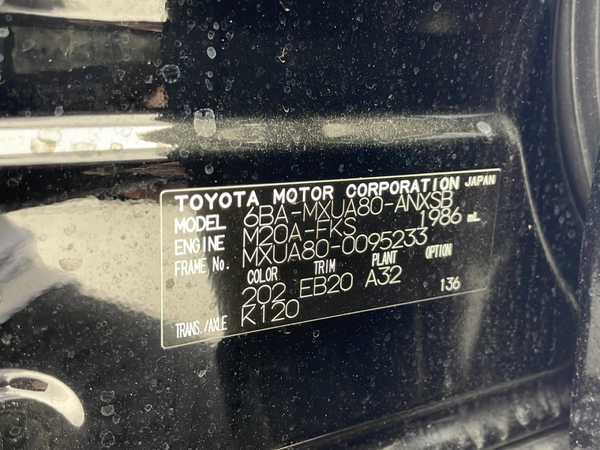 TOYOTA MOTOR CORPORATION JAPAN
MODEL 6BA-MXUA80-ANXSB
ENGINE M20A-FKS 1986 mL
FRAME No. MXUA80-0095233
COLOR TRIM PLANT OPTION
202 EB20 A32 136
TRANS./AXLE K120